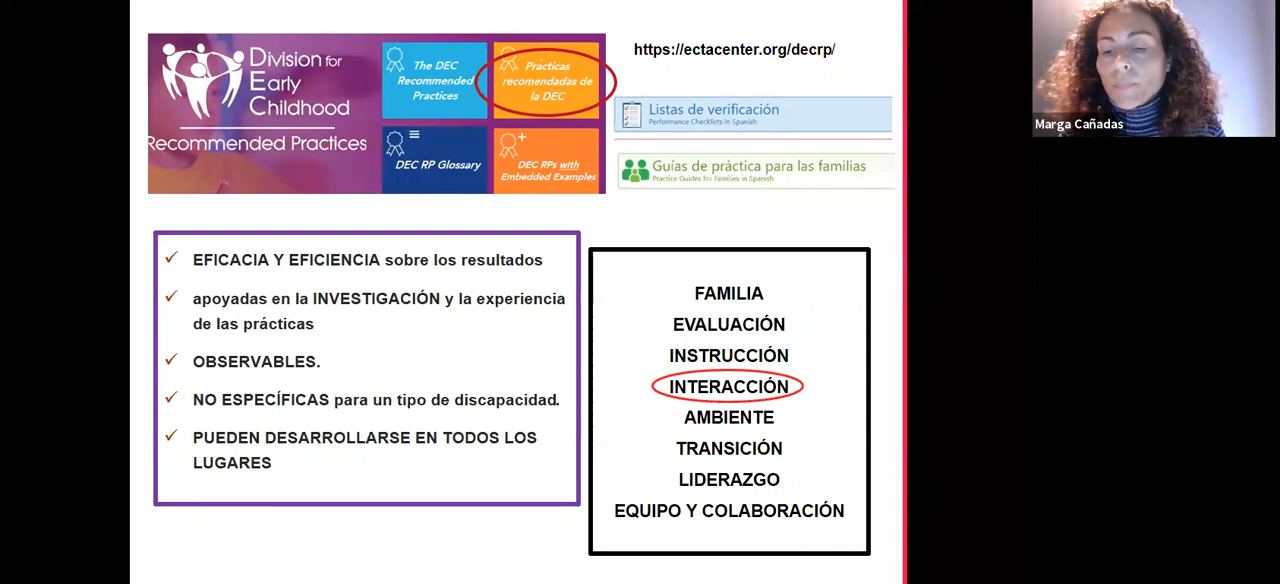 Division for
Early
Childhood
Recommended Practices
The DEC
Recommended
Practices
Prácticas
recomendadas de
la DEC
DEC RP Glossary
DEC RPs with
Embedded Examples
https://ectacenter.org/decrp/
Listas de verificación
Performance Checklists in Spanish
Guías de práctica para las familias
Practice Guides for Families in Spanish
Marga Cañadas
EFICACIA Y EFICIENCIA sobre los resultados
apoyadas en la INVESTIGACIÓN y la experiencia
de las prácticas
OBSERVABLES.
NO ESPECÍFICAS para un tipo de discapacidad.
PUEDEN DESARROLLARSE EN TODOS LOS
LUGARES
FAMILIA
EVALUACIÓN
INSTRUCCIÓN
INTERACCIÓN
AMBIENTE
TRANSICIÓN
LIDERAZGO
EQUIPO Y COLABORACIÓN